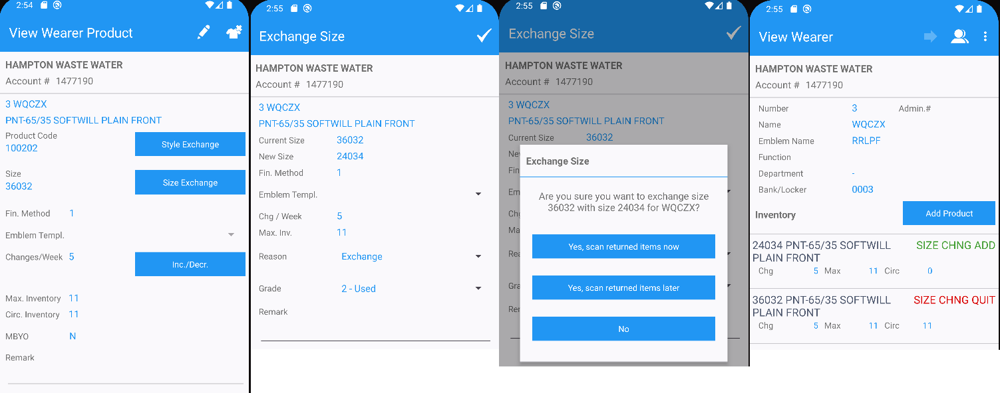 2:54
View Wearer Product
HAMPTON WASTE WATER
Account # 1477190
3 WQCZX
PNT-65/35 SOFTWILL PLAIN FRONT
Product Code
100202
Style Exchange
Size
36032
Size Exchange
Fin. Method 1
Emblem Templ.
Changes/Week 5
Inc./Decr.
Max. Inventory 11
Circ. Inventory 11
MBYO N
Remark
2:55
Exchange Size
HAMPTON WASTE WATER
Account # 1477190
3 WQCZX
PNT-65/35 SOFTWILL PLAIN FRONT
Current Size 36032
New Size 24034
Fin. Method 1
Emblem Templ.
Chg / Week 5
Max. Inv. 11
Reason Exchange
Grade 2 - Used
Remark
2:55
Exchange Size
HAMPTON WASTE WATER
Account # 1477190
3 WQCZX
PNT-65/35 SOFTWILL PLAIN FRONT
Current Size 36032
Exchange Size
Are you sure you want to exchange size
36032 with size 24034 for WQCZX?
Yes, scan returned items now
Yes, scan returned items later
No
2:55
View Wearer
HAMPTON WASTE WATER
Account # 1477190
Number 3 Admin.#
Name WQCZX
Emblem Name RRLPF
Function
Department -
Bank/Locker 0003
Inventory
Add Product
24034 PNT-65/35 SOFTWILL SIZE CHNG ADD
PLAIN FRONT
Chg 5 Max 11 Circ 0
36032 PNT-65/35 SOFTWILL SIZE CHNG QUIT
PLAIN FRONT
Chg 5 Max 11 Circ 11